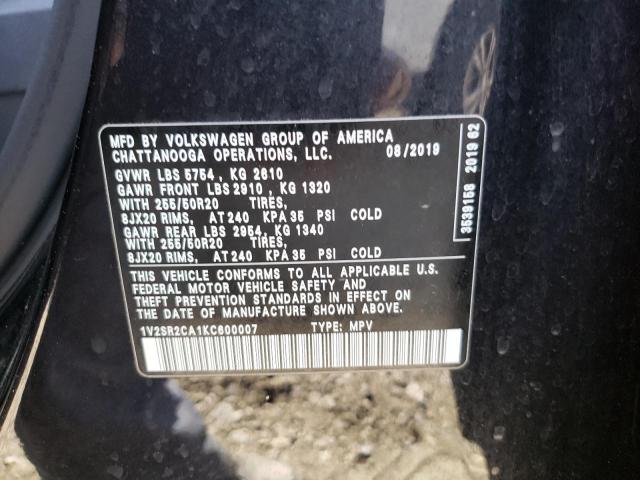 MFD BY VOLKSWAGEN GROUP OF AMERICA
CHATTANOOGA OPERATIONS, LLC. 08/2019
GVWR LBS 5754 , KG 2610
GAWR FRONT LBS 2910 , KG 1320
WITH 255/50R20 TIRES,
8JX20 RIMS, AT 240 KPA 35 PSI COLD
GAWR REAR LBS 2954, KG 1340
WITH 255/50R20 TIRES,
8JX20 RIMS, AT 240 KPA 35 PSI COLD
THIS VEHICLE CONFORMS TO ALL APPLICABLE U.S.
FEDERAL MOTOR VEHICLE SAFETY AND
THEFT PREVENTION STANDARDS IN EFFECT ON
THE DATE OF MANUFACTURE SHOWN ABOVE.
1V2SR2CA1KC600007 TYPE: MPV
3539158 2019 62